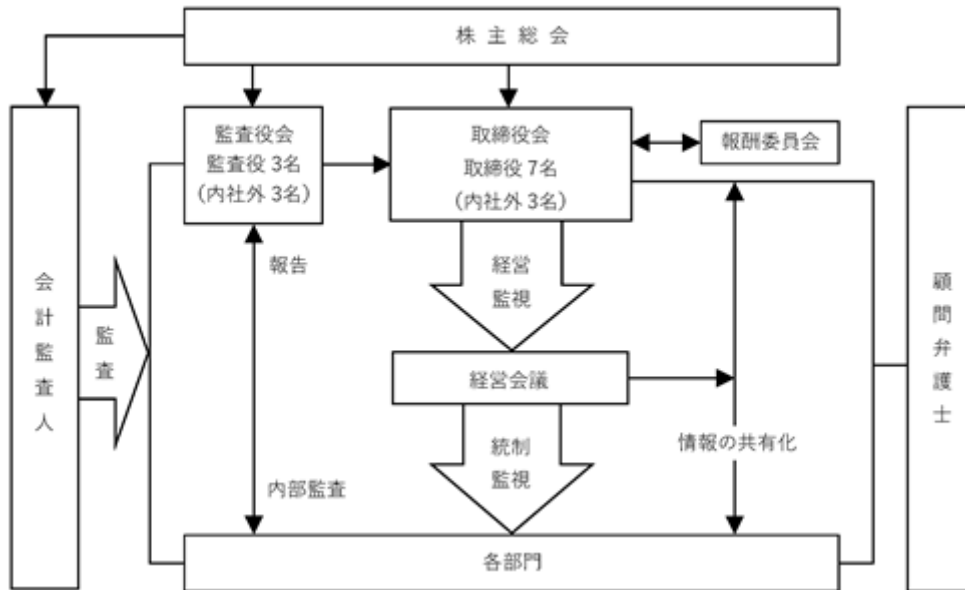 株主総会
監査役会
監査役 3名
（内社外 3名）
取締役会
取締役 7名
（内社外 3名）
報酬委員会
会計監査人
監査
報告
経営
監視
顧問弁護士
経営会議
統制
監視
情報の共有化
内部監査
各部門